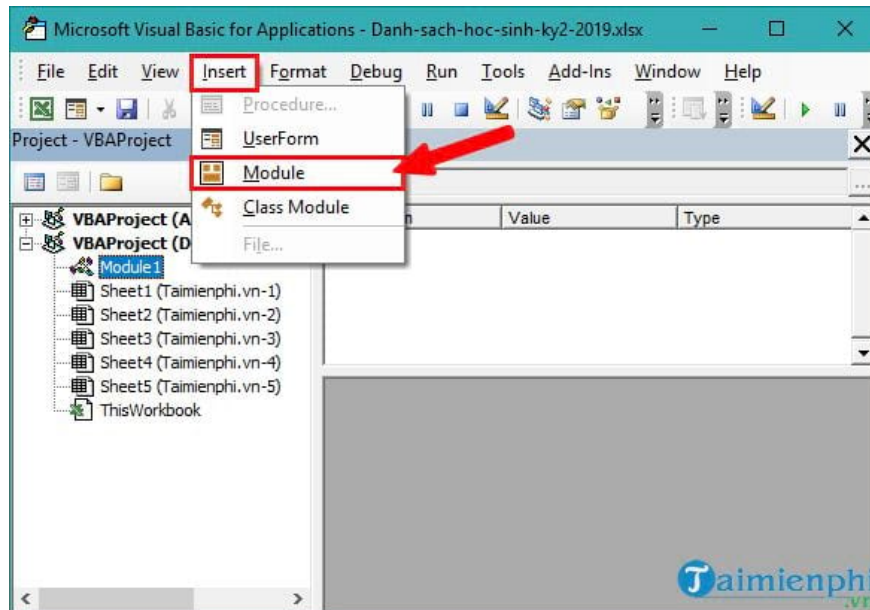 Microsoft Visual Basic for Applications - Danh-sach-hoc-sinh-ky2-2019.xlsx
File Edit View Insert Format Debug Run Tools Add-Ins Window Help
Procedure...
Project - VBAProject
UserForm
Module
Class Module
Value Type
VBAProject (A
VBAProject (D
File...
Module1
Sheet1 (Taimienphi.vn-1)
Sheet2 (Taimienphi.vn-2)
Sheet3 (Taimienphi.vn-3)
Sheet4 (Taimienphi.vn-4)
Sheet5 (Taimienphi.vn-5)
ThisWorkbook
Taimienphi
.vn